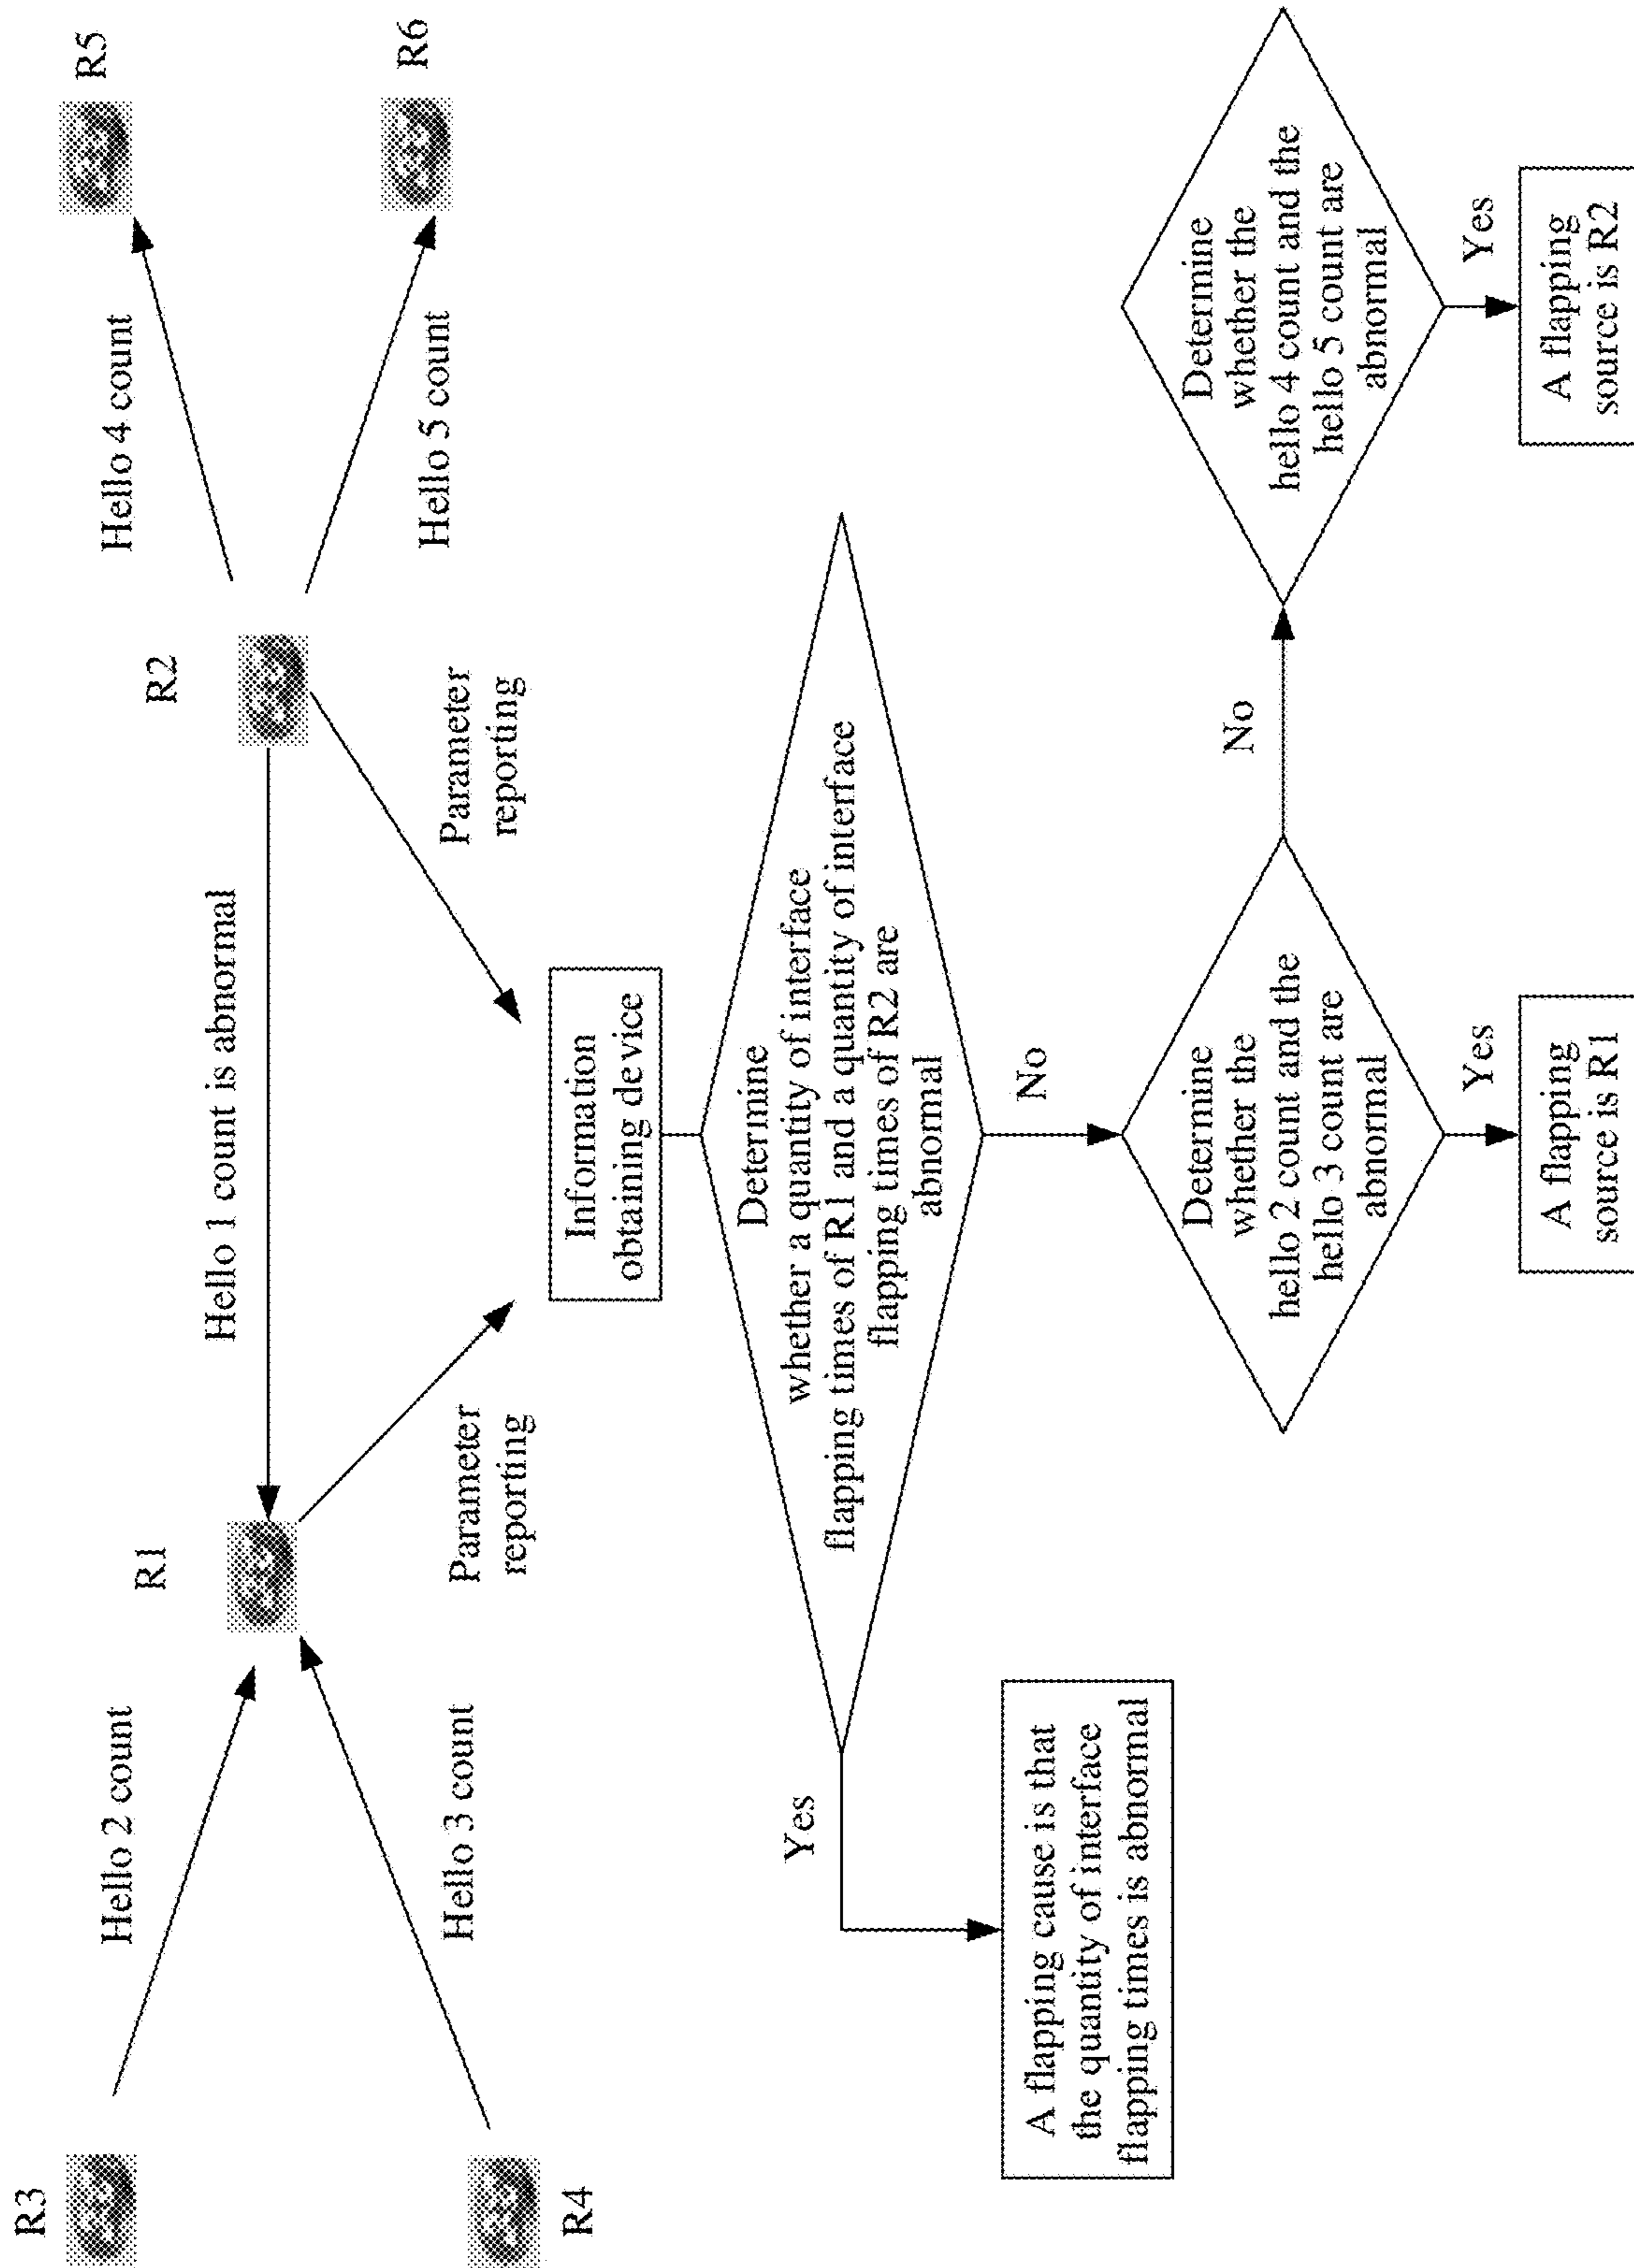 R3
R4
Hello 2 count
Hello 3 count
R1
Hello 1 count is abnormal
R2
Hello 4 count
Hello 5 count
R5
R6
Parameter
reporting
Parameter
reporting
Information
obtaining device
Determine
whether a quantity of interface
flapping times of R1 and a quantity of interface
flapping times of R2 are
abnormal
Yes
No
A flapping cause is that
the quantity of interface
flapping times is abnormal
Determine
whether the
hello 2 count and the
hello 3 count are
abnormal
No
Determine
whether the
hello 4 count and the
hello 5 count are
abnormal
Yes
Yes
A flapping
source is R1
A flapping
source is R2